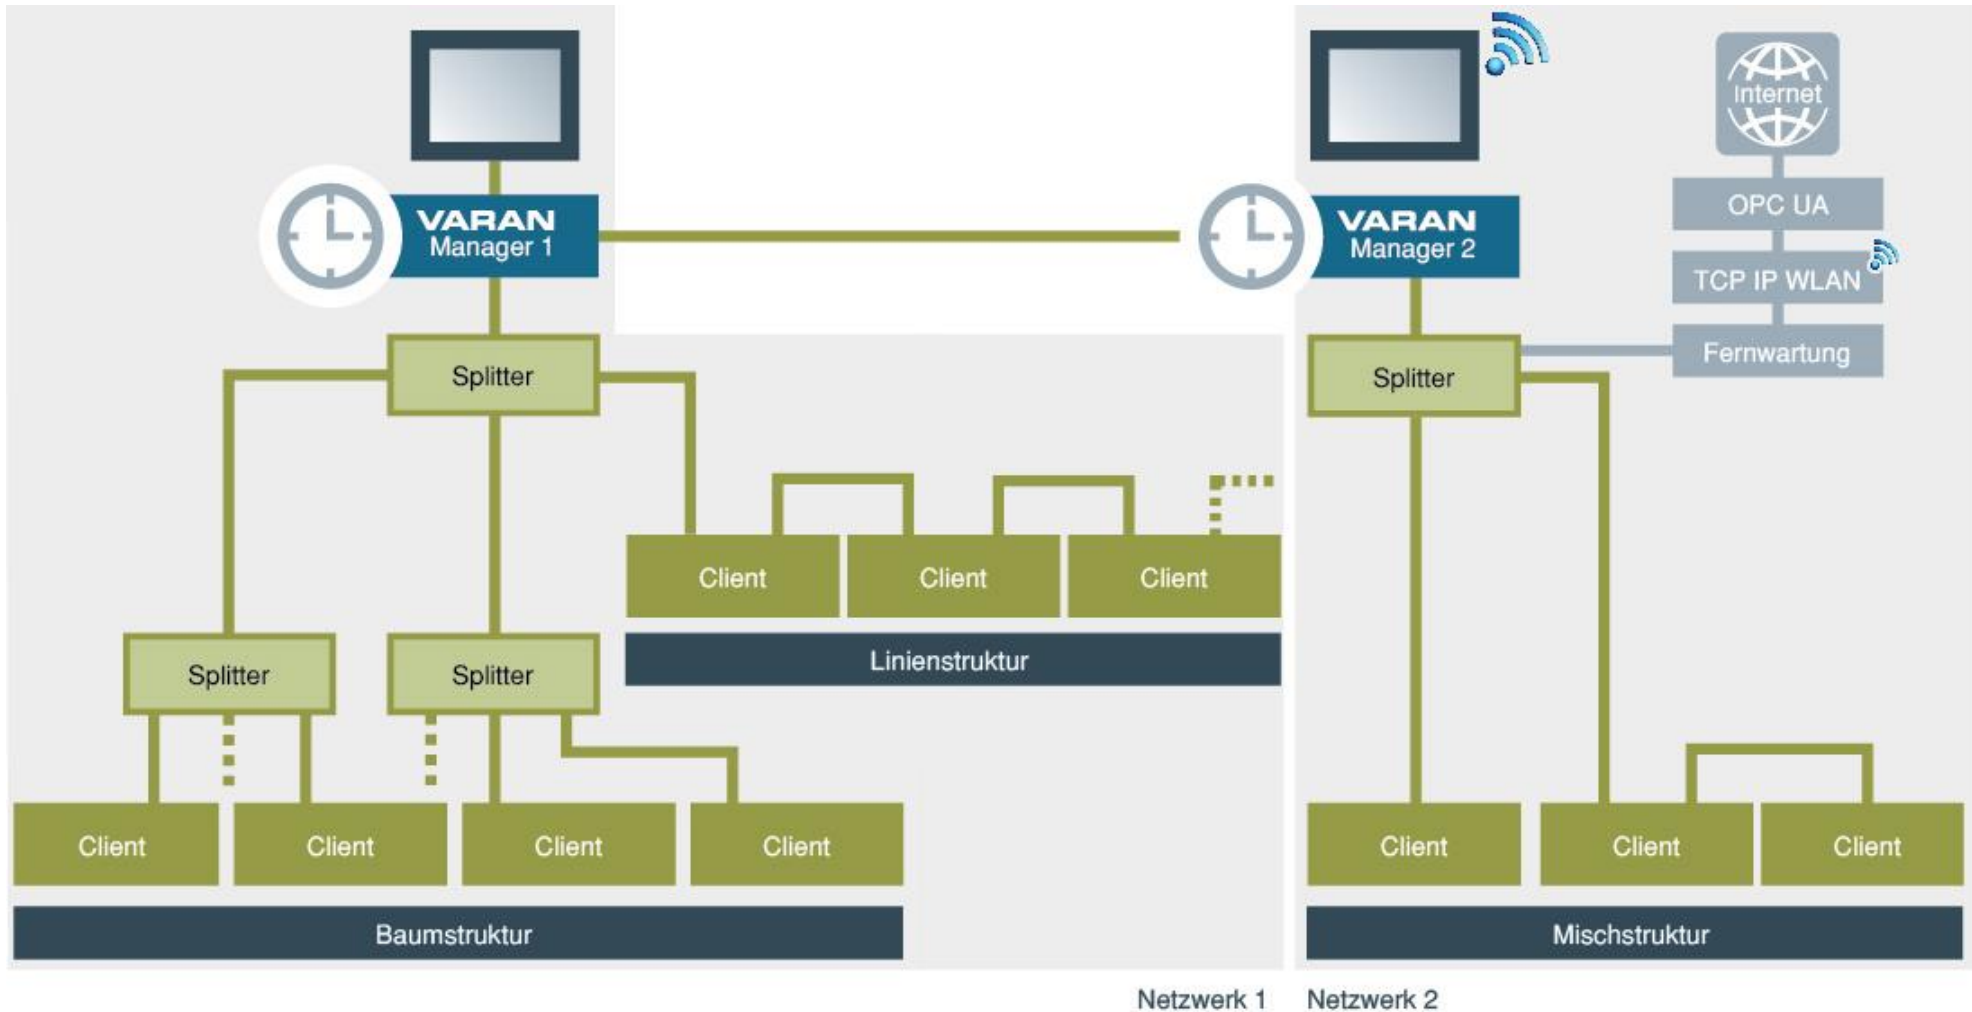 VARAN
Manager 1
VARAN
Manager 2
Internet
OPC UA
TCP IP WLAN
Fernwartung
Splitter
Splitter
Client
Client
Client
Linienstruktur
Splitter
Splitter
Client
Client
Client
Client
Baumstruktur
Client
Client
Client
Mischstruktur
Netzwerk 1
Netzwerk 2